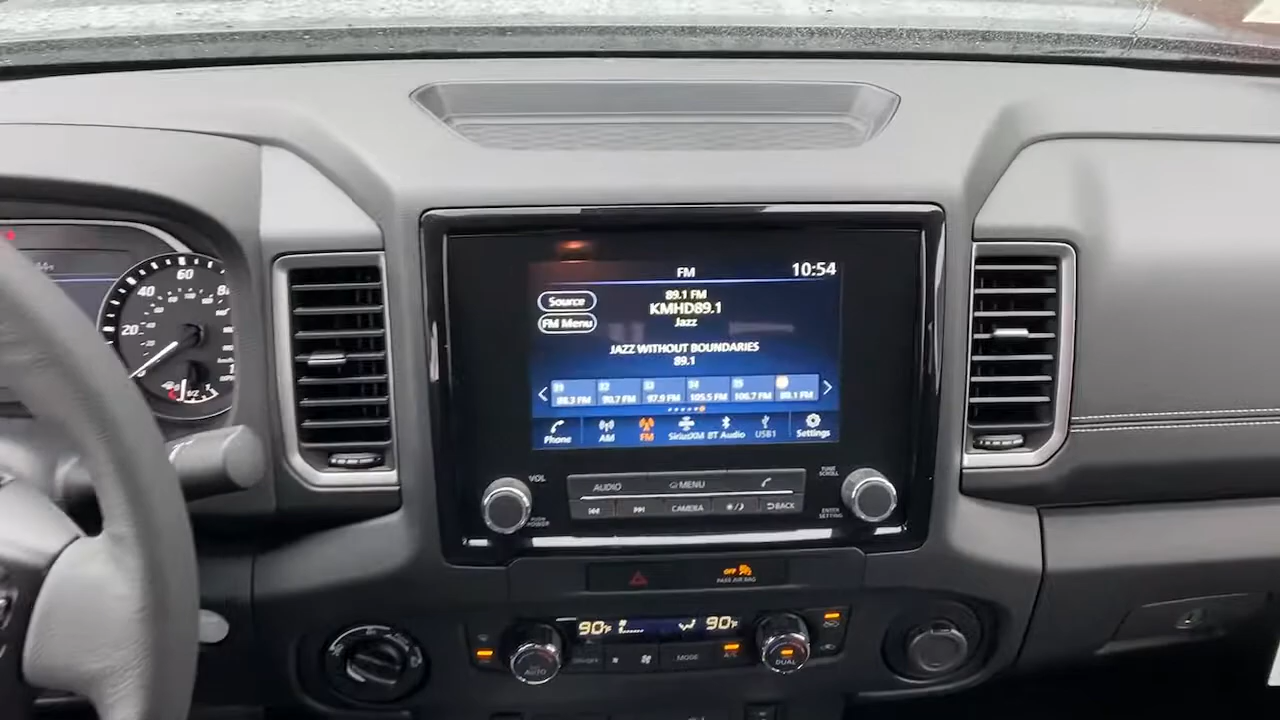 FM
10:54
Source
89.1 FM
KMHD89.1
FM Menu
Jazz
JAZZ WITHOUT BOUNDARIES
89.1
88.3 FM 90.7 FM 97.9 FM 105.5 FM 106.7 FM 89.1 FM
Phone AM FM SiriusXM BT Audio USB1 Settings
VOL
AUDIO MENU
CAMERA BACK
TUNE
SCROLL
ENTER
SETTING
OFF
PASS AIR BAG
90°F 90°F
AUTO MODE A/C DUAL
20 40 60